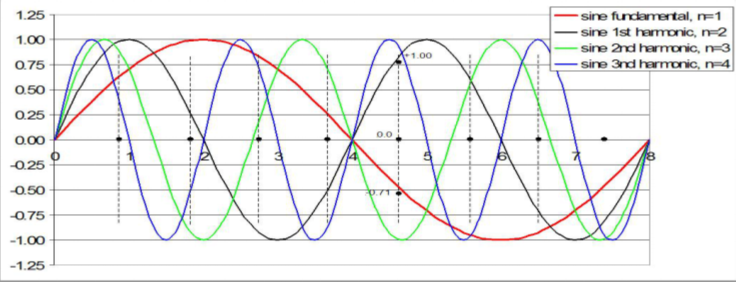 1.25
sine fundamental, n=1
1.00
sine 1st harmonic, n=2
sine 2nd harmonic, n=3
+1.00
0.75
sine 3nd harmonic, n=4
0.50
0.25
0.00
0.0
0 1 2 3 4 5 6 7 8
-0.25
-0.50
-0.71
-0.75
-1.00
-1.25